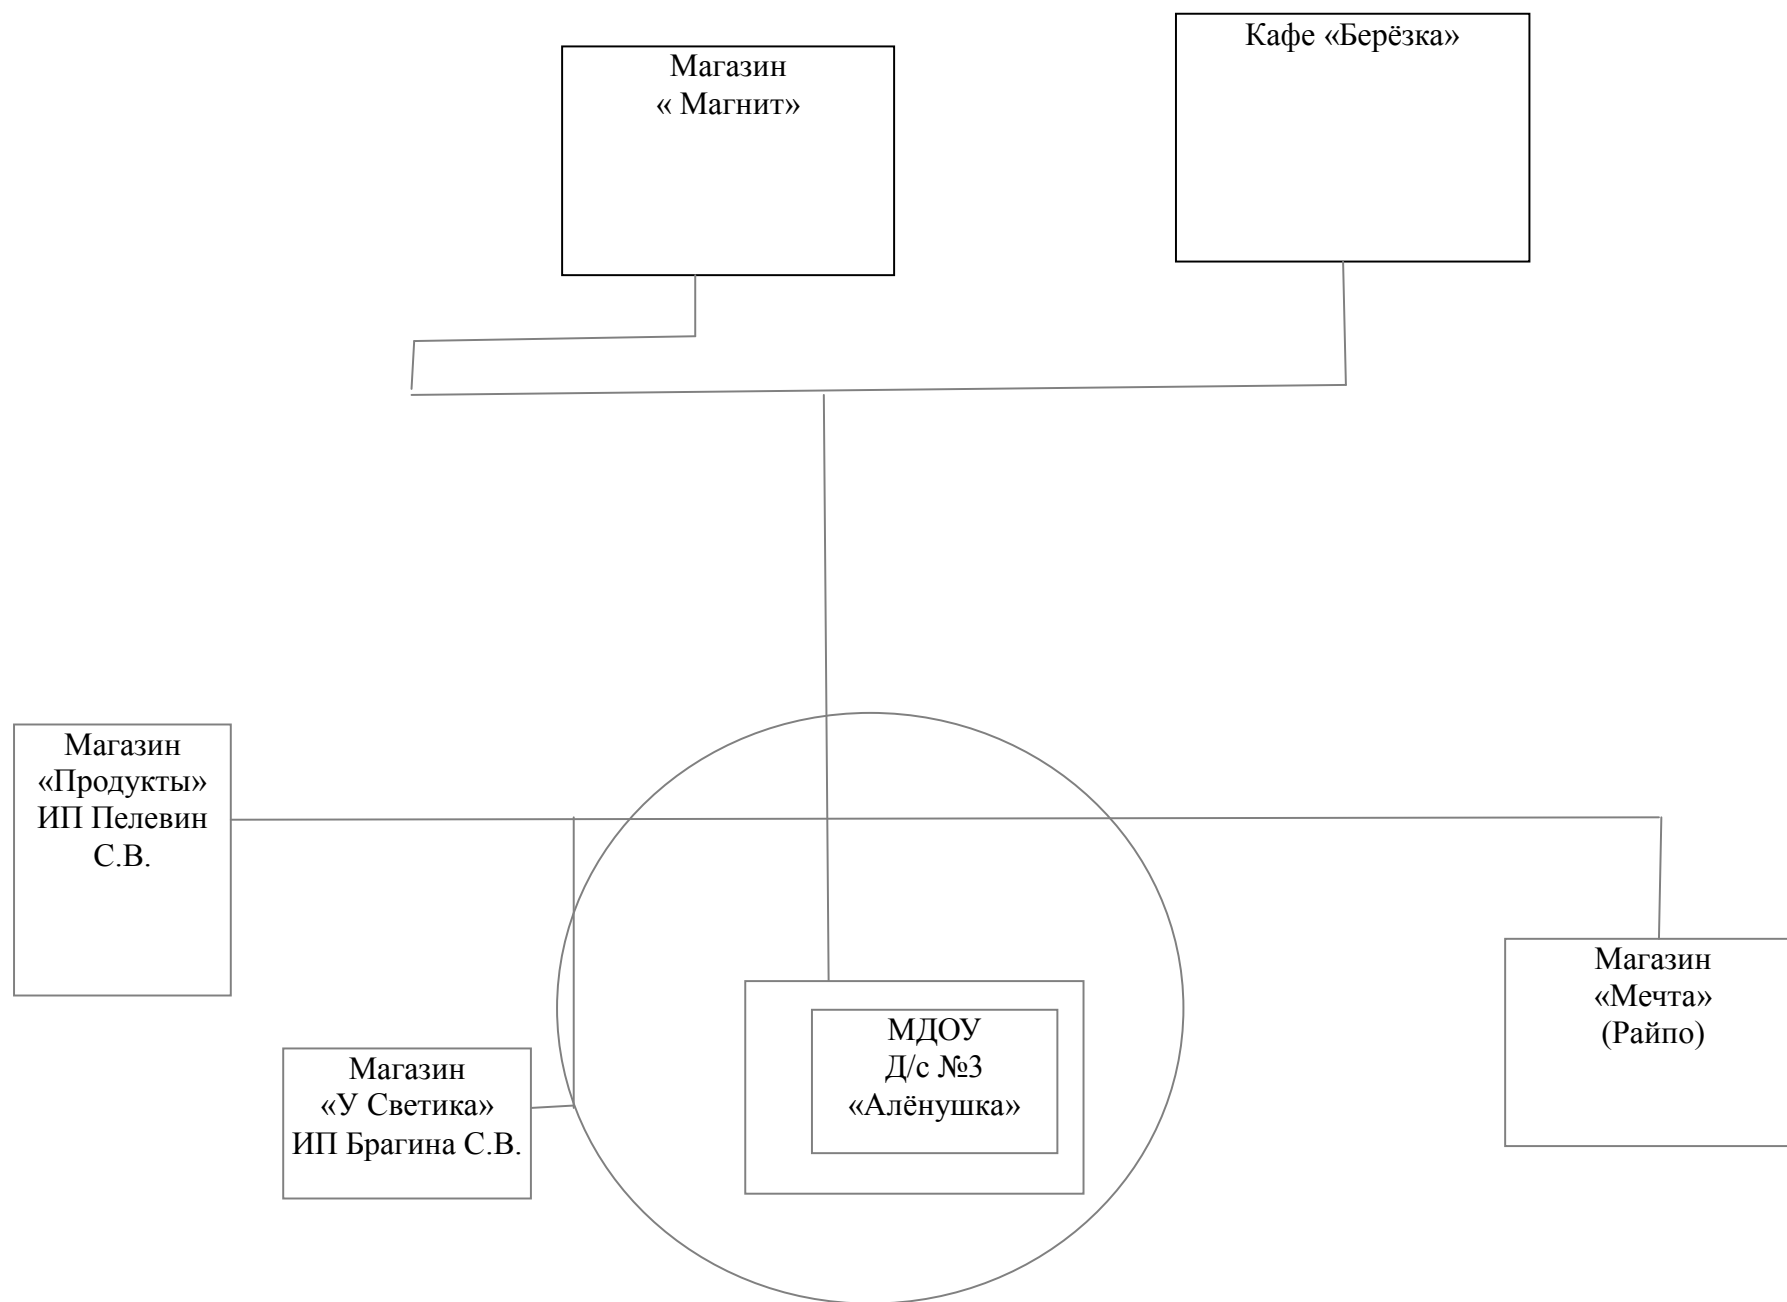 Магазин
« Магнит»
Кафе «Берёзка»
Магазин
«Продукты»
ИП Пелевин
С.В.
Магазин
«У Светика»
ИП Брагина С.В.
МДОУ
Д/с №3
«Алёнушка»
Магазин
«Мечта»
(Райпо)